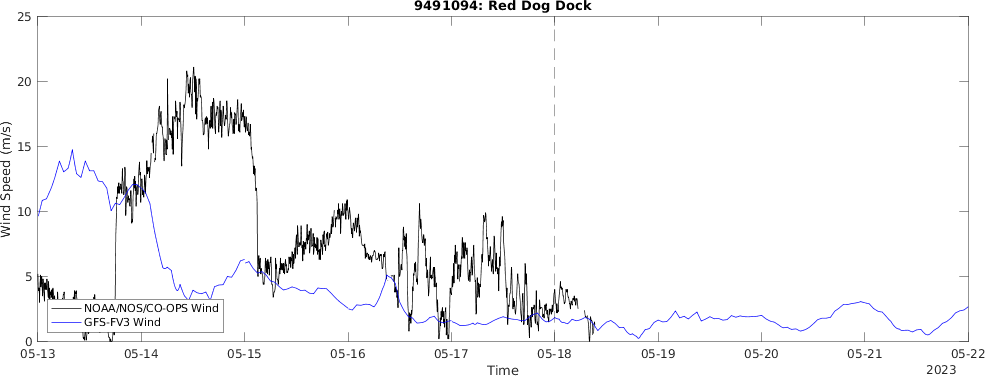 9491094: Red Dog Dock
25
20
15
10
5
0
Wind Speed (m/s)
NOAA/NOS/CO-OPS Wind
GFS-FV3 Wind
05-13 05-14 05-15 05-16 05-17 05-18 05-19 05-20 05-21 05-22
Time
2023